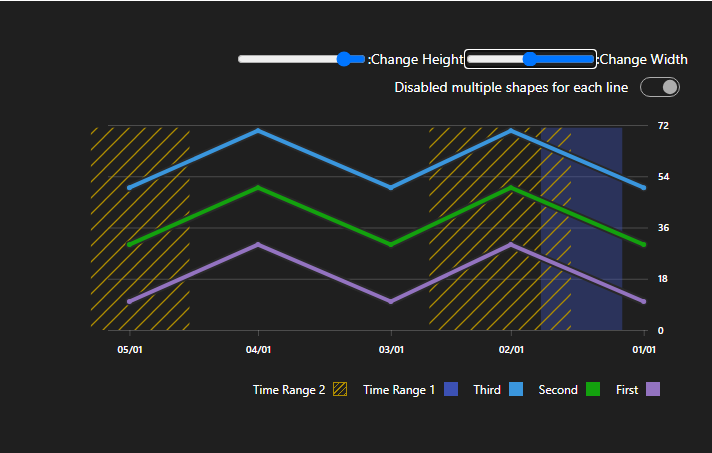 :Change Height :Change Width
Disabled multiple shapes for each line
72
54
36
18
0
05/01 04/01 03/01 02/01 01/01
Time Range 2 Time Range 1 Third Second First